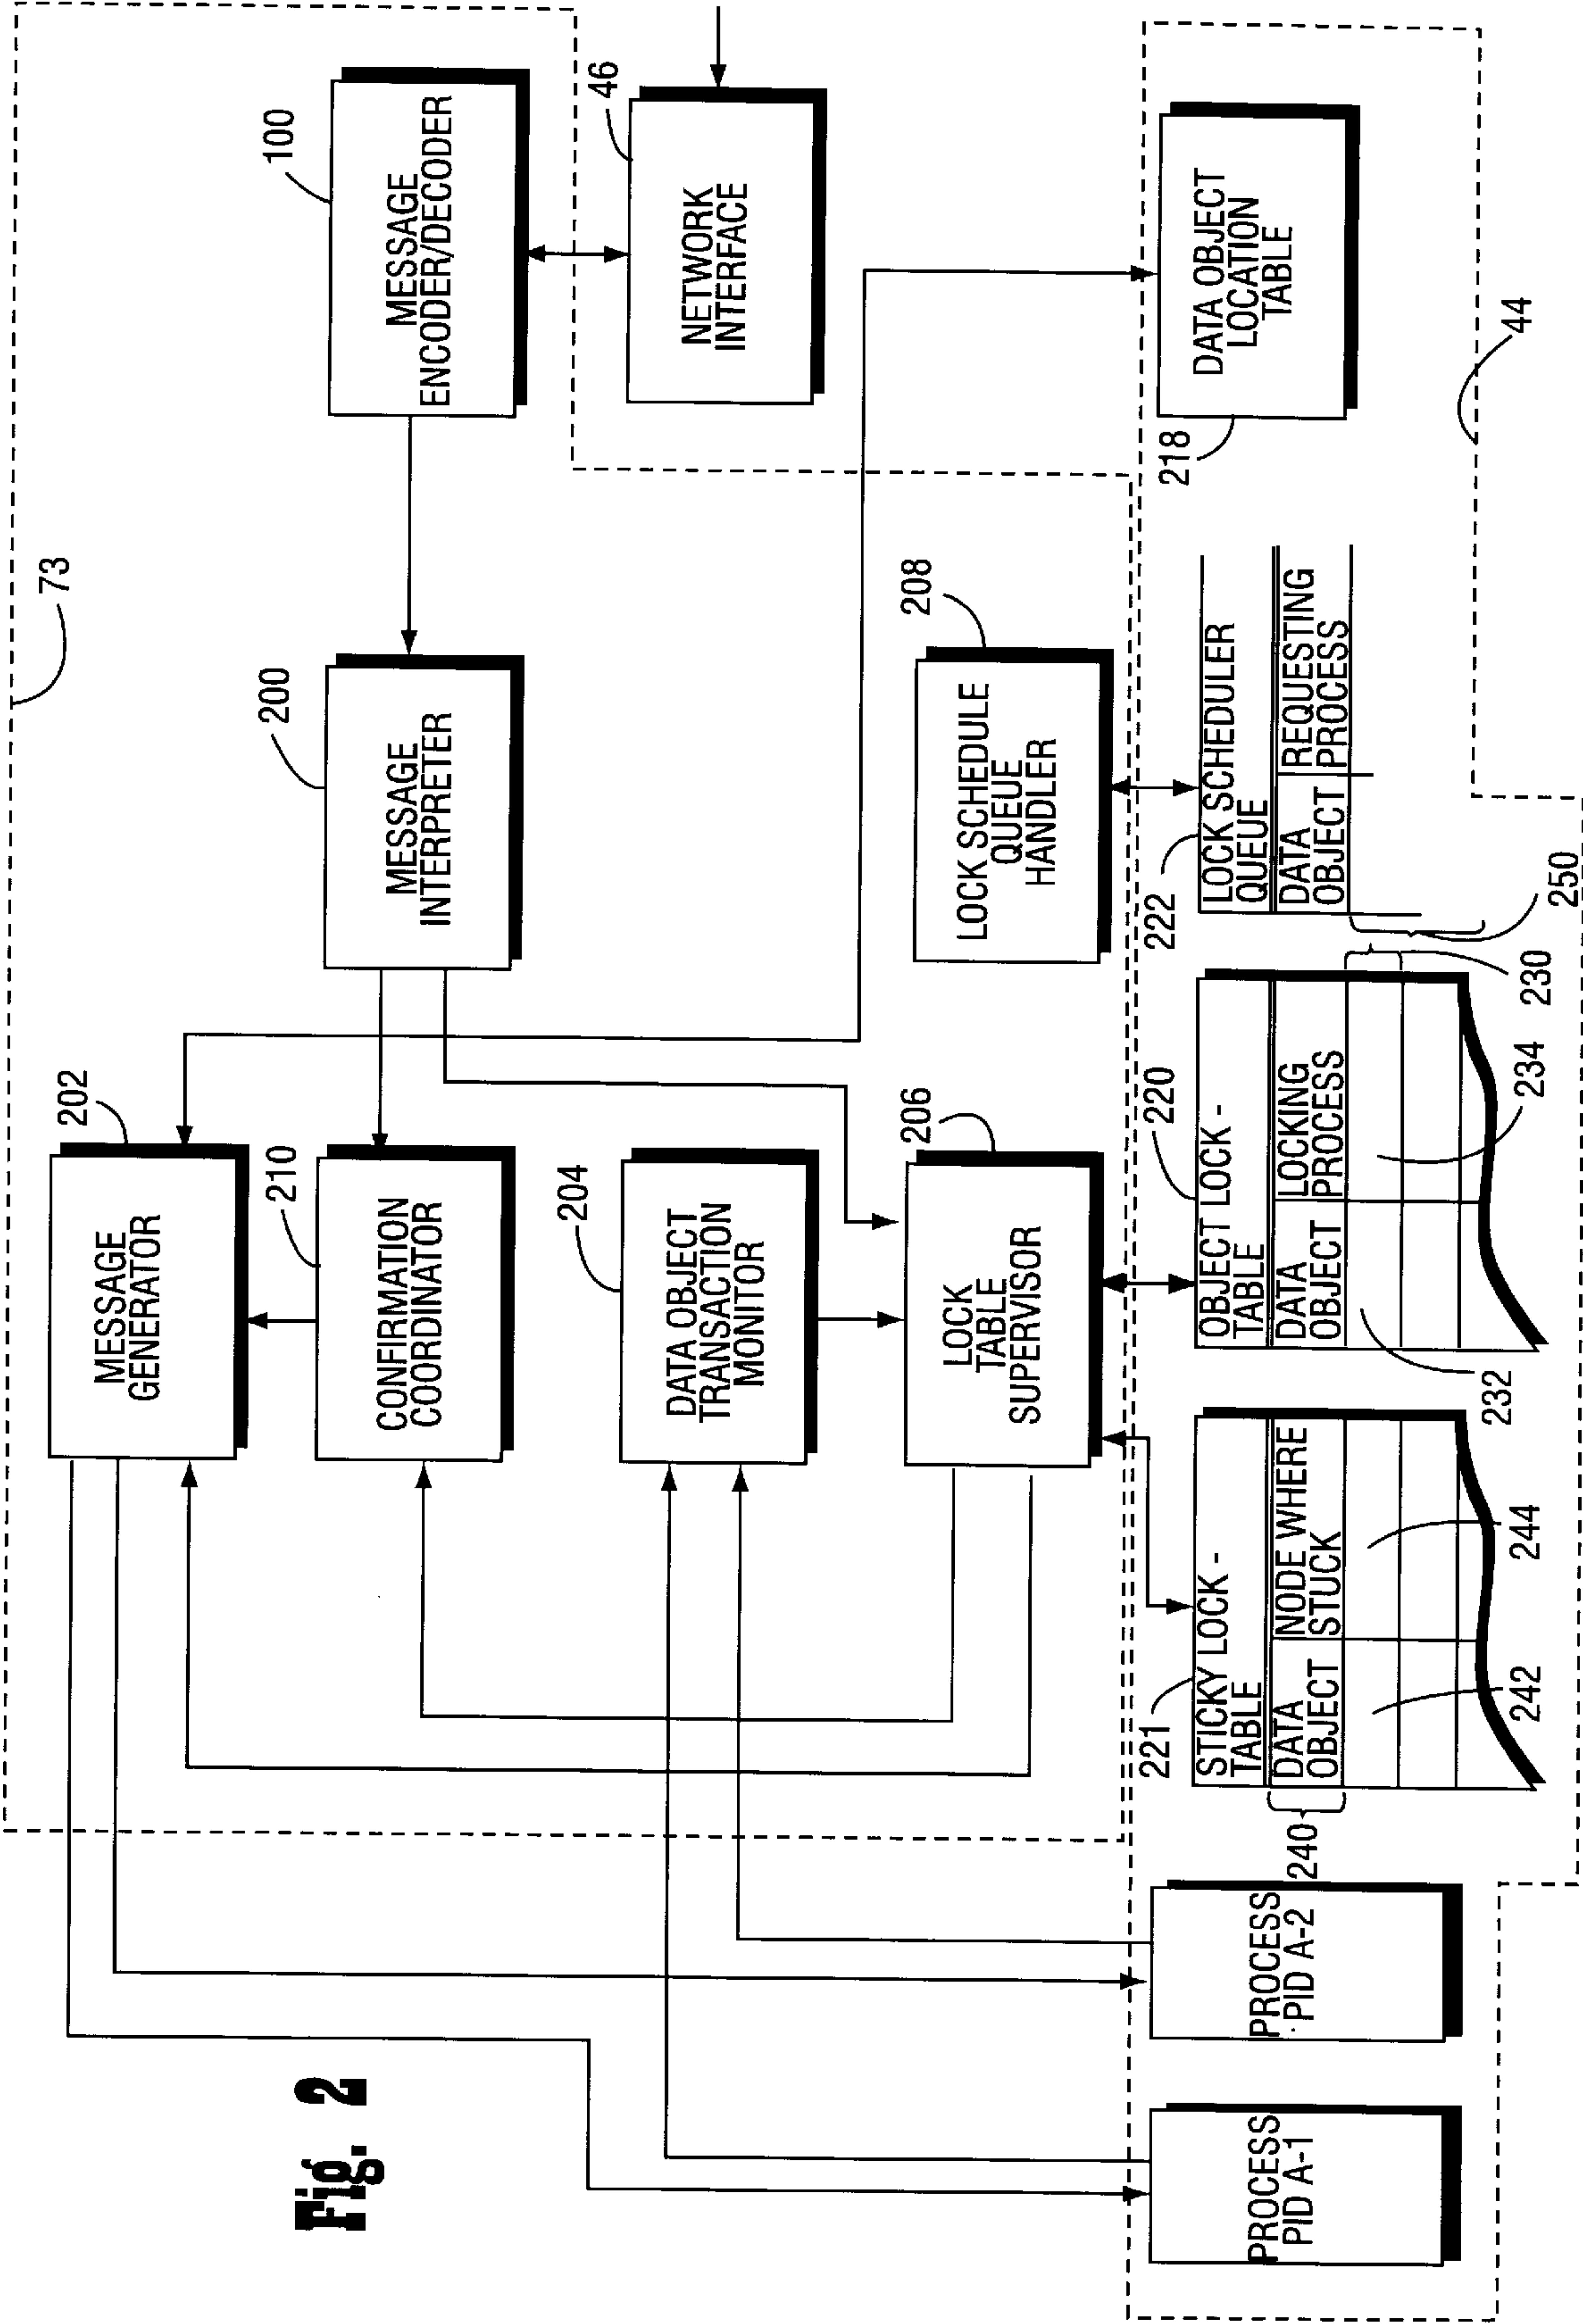 73
202
MESSAGE
GENERATOR
210
CONFIRMATION
COORDINATOR
204
DATA OBJECT
TRANSACTION
MONITOR
206
LOCK
TABLE
SUPERVISOR
200
MESSAGE
INTERPRETER
208
LOCK SCHEDULE
QUEUE
HANDLER
100
MESSAGE
ENCODER/DECODER
46
NETWORK
INTERFACE
PROCESS
PID A-1
PROCESS
PID A-2
221
STICKY LOCK -
TABLE
DATA
OBJECT
NODE WHERE
STUCK
240
242
244
220
OBJECT LOCK -
TABLE
DATA
OBJECT
LOCKING
PROCESS
232
234
230
222
LOCK SCHEDULER
QUEUE
DATA
OBJECT
REQUESTING
PROCESS
250
218
DATA OBJECT
LOCATION
TABLE
44
Fig. 2